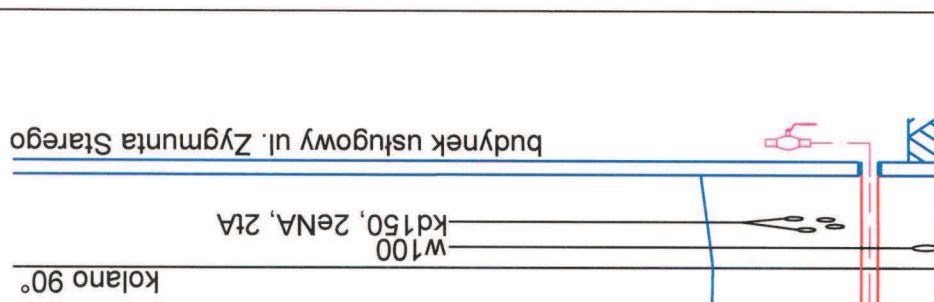 kolano 90°
w100
kd150, 2eNA, 2tA
budynek usługowy ul. Zygmunta Starego